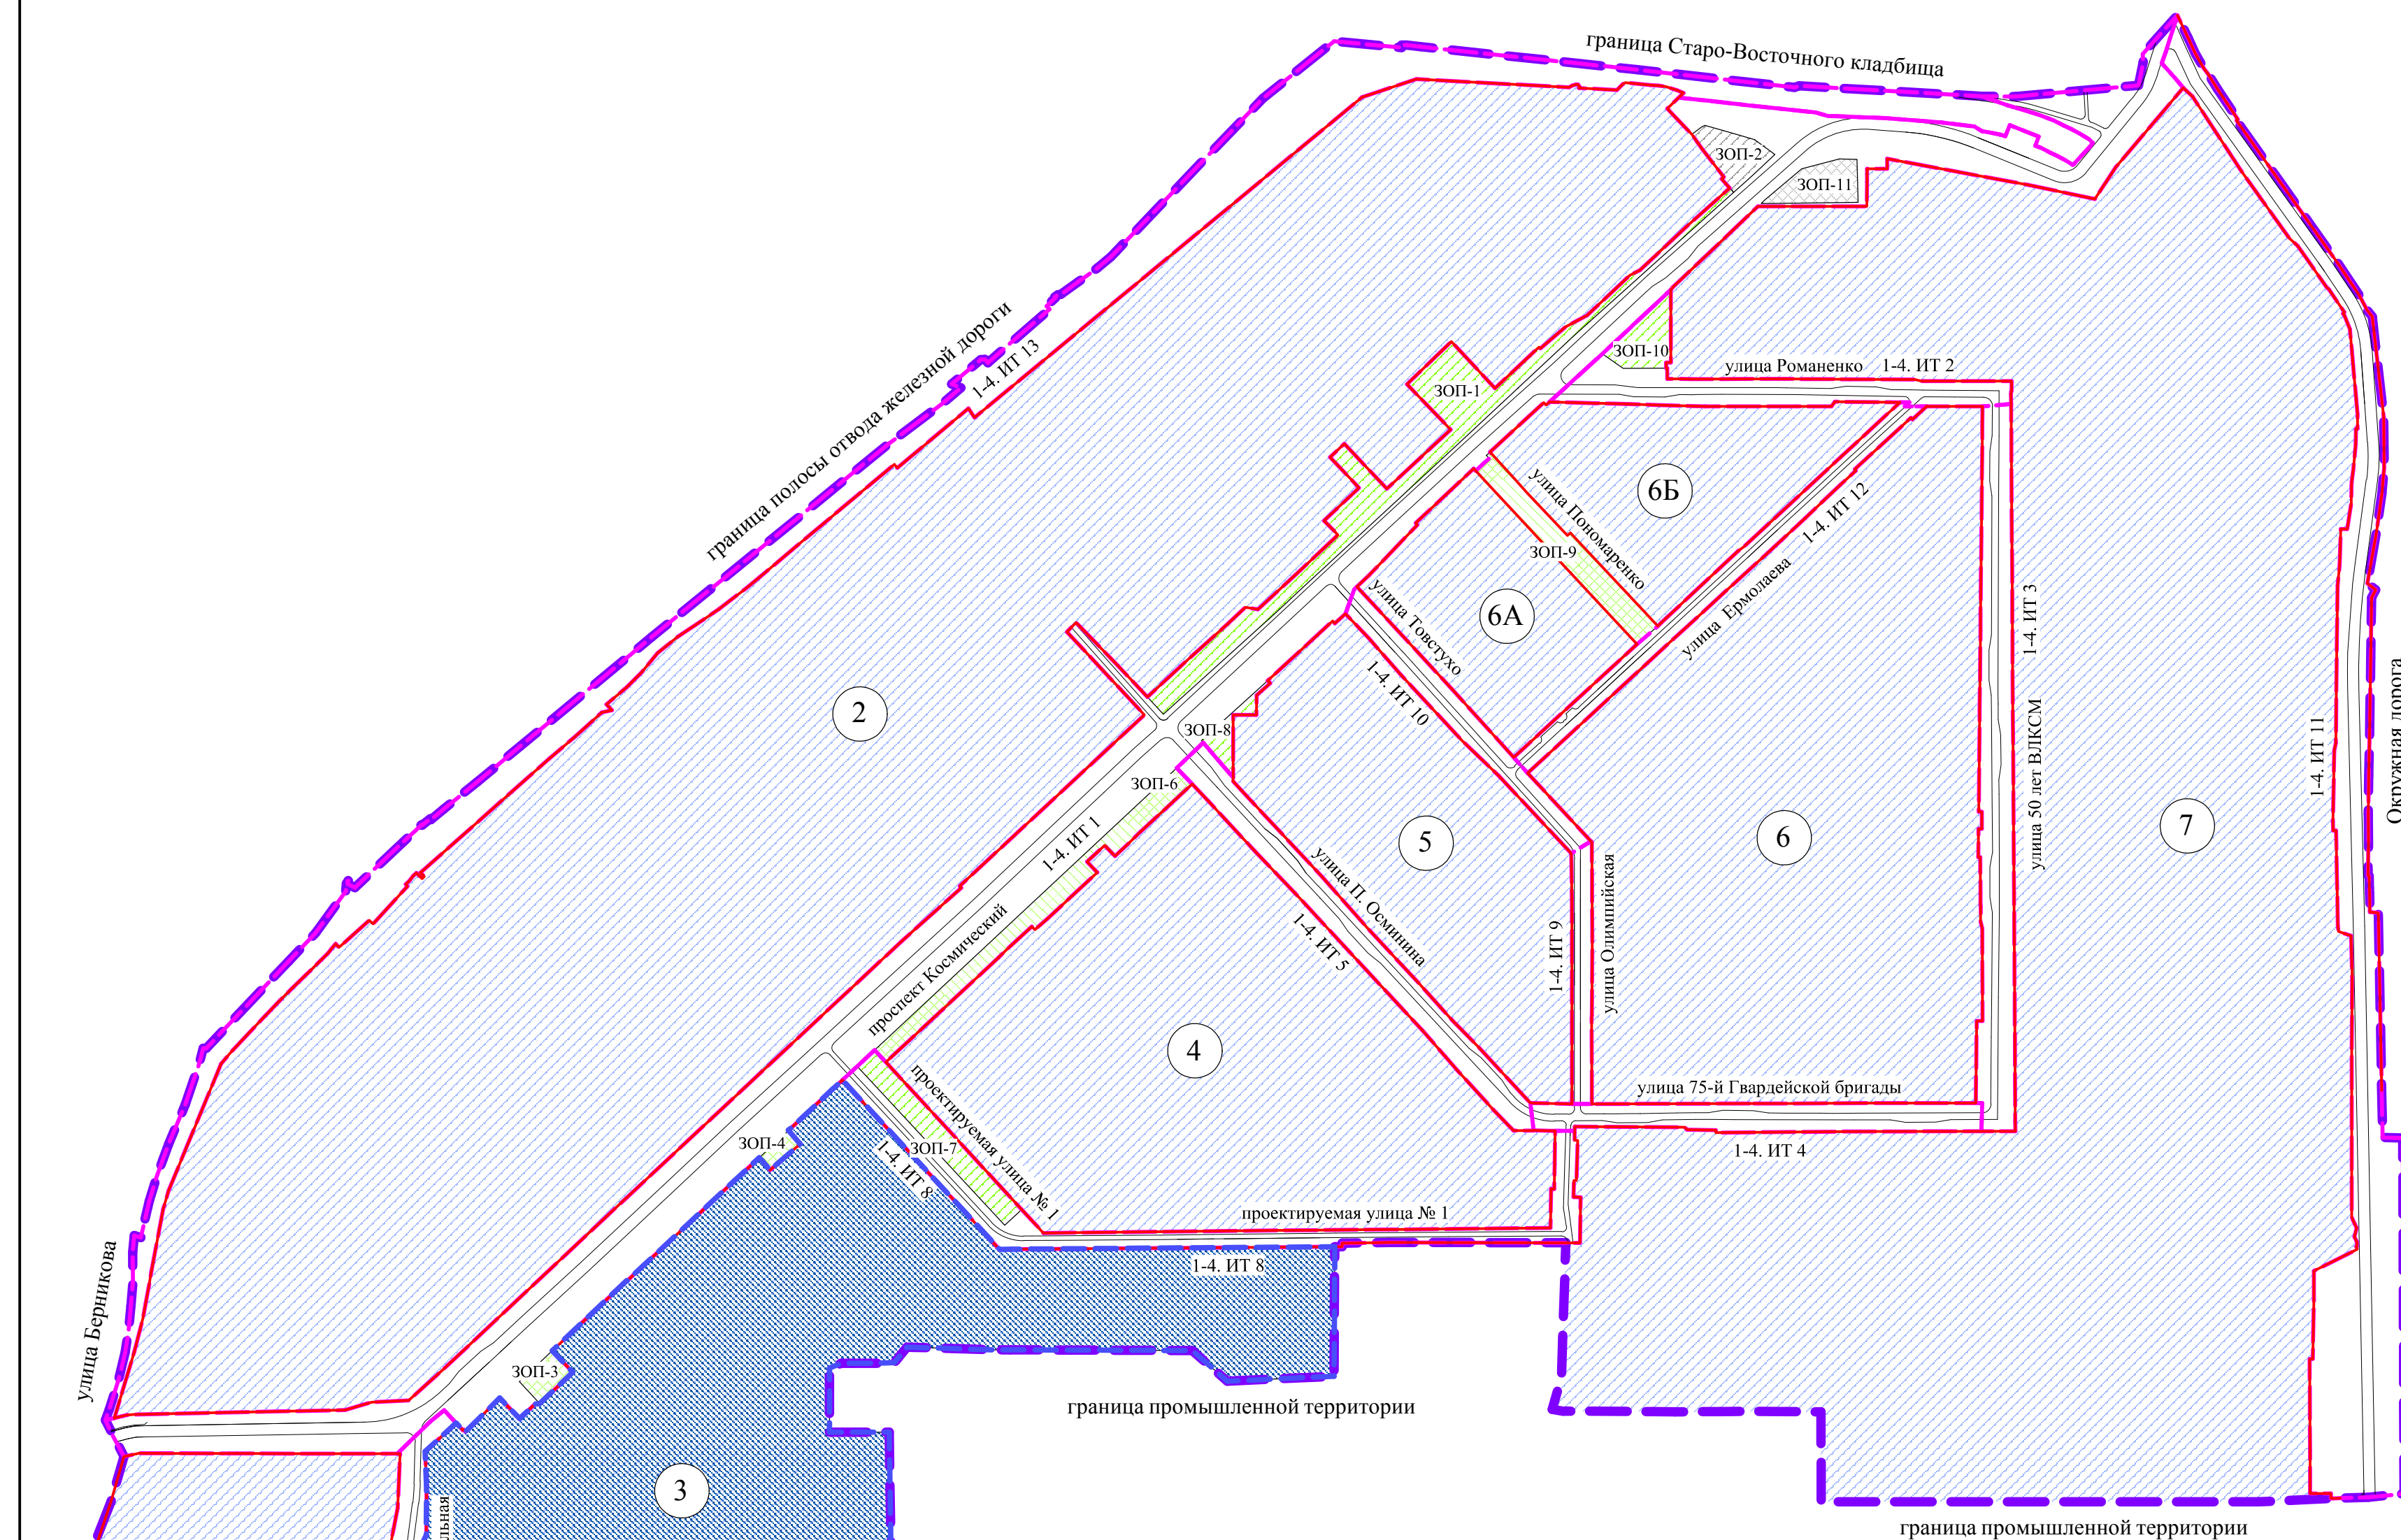 граница Старо-Восточного кладбища
ЗОП-2
ЗОП-11
граница полосы отвода железной дороги
1-4. ИТ 13
ЗОП-10
улица Романенко 1-4. ИТ 2
ЗОП-1
6Б
улица Пономаренко
ЗОП-9
1-4. ИТ 12
улица Ермолаева
6А
улица Товстухо
1-4. ИТ 10
1-4. ИТ 3
улица 50 лет ВЛКСМ
Окружная дорога
1-4. ИТ 11
2
ЗОП-8
ЗОП-6
1-4. ИТ 1
проспект Космический
5
6
7
улица П. Осминина
1-4. ИТ 5
1-4. ИТ 9
улица Олимпийская
4
улица 75-й Гвардейской бригады
1-4. ИТ 4
ЗОП-4
ЗОП-7
1-4. ИТ 8
проектируемая улица № 1
проектируемая улица № 1
1-4. ИТ 8
улица Берникова
ЗОП-3
граница промышленной территории
3
льная
граница промышленной территории